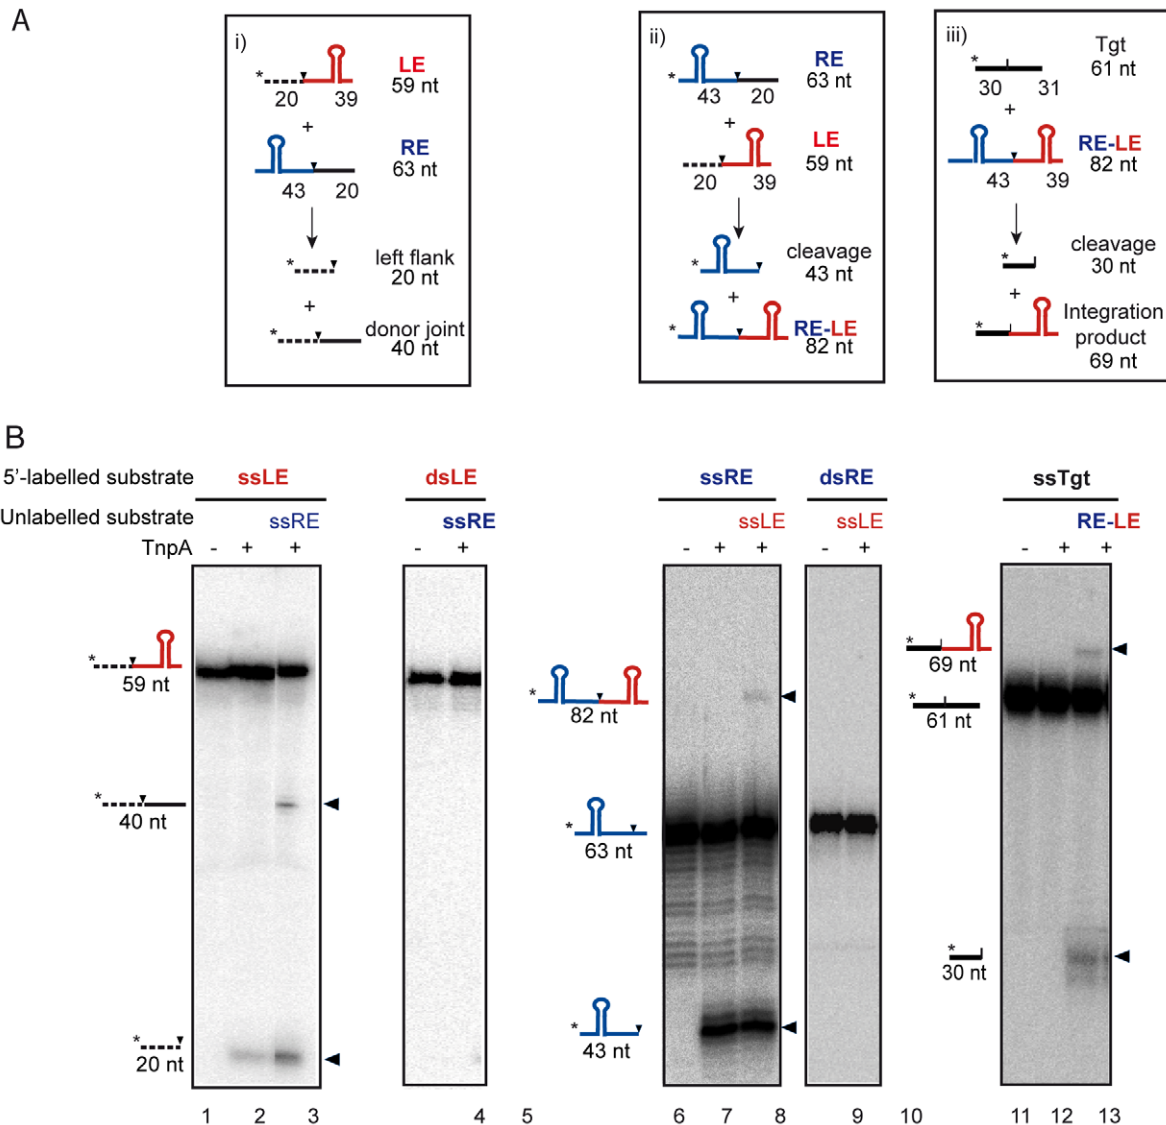 A
i)
*
LE
59 nt
20 39
+
RE
63 nt
43 20
*
left flank
20 nt
+
*
donor joint
40 nt
ii)
*
RE
63 nt
43 20
+
LE
59 nt
20 39
*
cleavage
43 nt
+
*
RE-LE
82 nt
iii)
*
Tgt
61 nt
30 31
+
RE-LE
82 nt
43 39
*
cleavage
30 nt
+
*
Integration
product
69 nt
B
5'-labelled substrate ssLE dsLE ssRE dsRE ssTgt
Unlabelled substrate ssRE ssRE ssLE ssLE RE-LE
TnpA - + + - + - + + - + - + +
*
59 nt
*
40 nt
*
20 nt
*
82 nt
*
63 nt
*
43 nt
*
69 nt
*
61 nt
*
30 nt
1 2 3 4 5 6 7 8 9 10 11 12 13